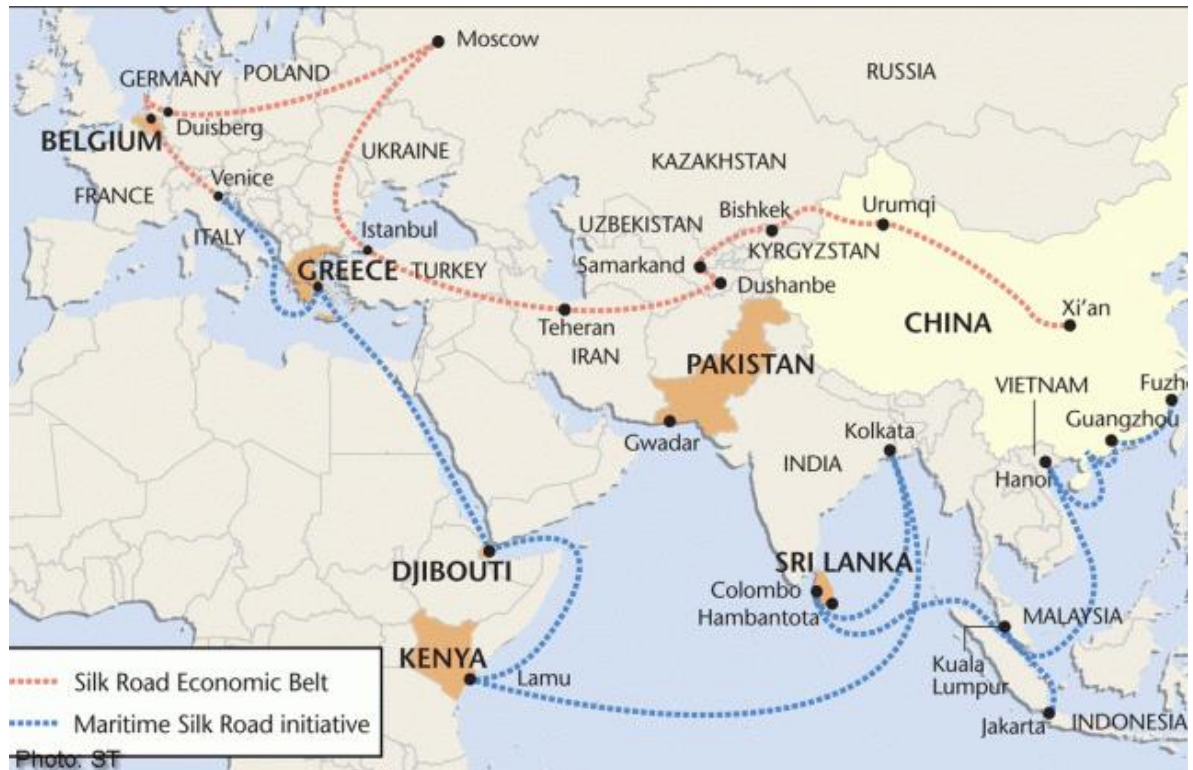 Moscow
RUSSIA
GERMANY
POLAND
Duisberg
BELGIUM
UKRAINE
KAZAKHSTAN
FRANCE
Venice
Bishkek
Urumqi
ITALY
Istanbul
UZBEKISTAN
KYRGYZSTAN
GREECE
TURKEY
Samarkand
Dushanbe
Teheran
IRAN
CHINA
Xi'an
PAKISTAN
VIETNAM
Fuzh
Guangzhou
Gwadar
Kolkata
INDIA
Hanoi
DJIBOUTI
SRI LANKA
Colombo
Hambantota
MALAYSIA
KENYA
Lamu
Kuala
Lumpur
Jakarta
INDONESIA
Silk Road Economic Belt
Maritime Silk Road initiative
Photo: ST